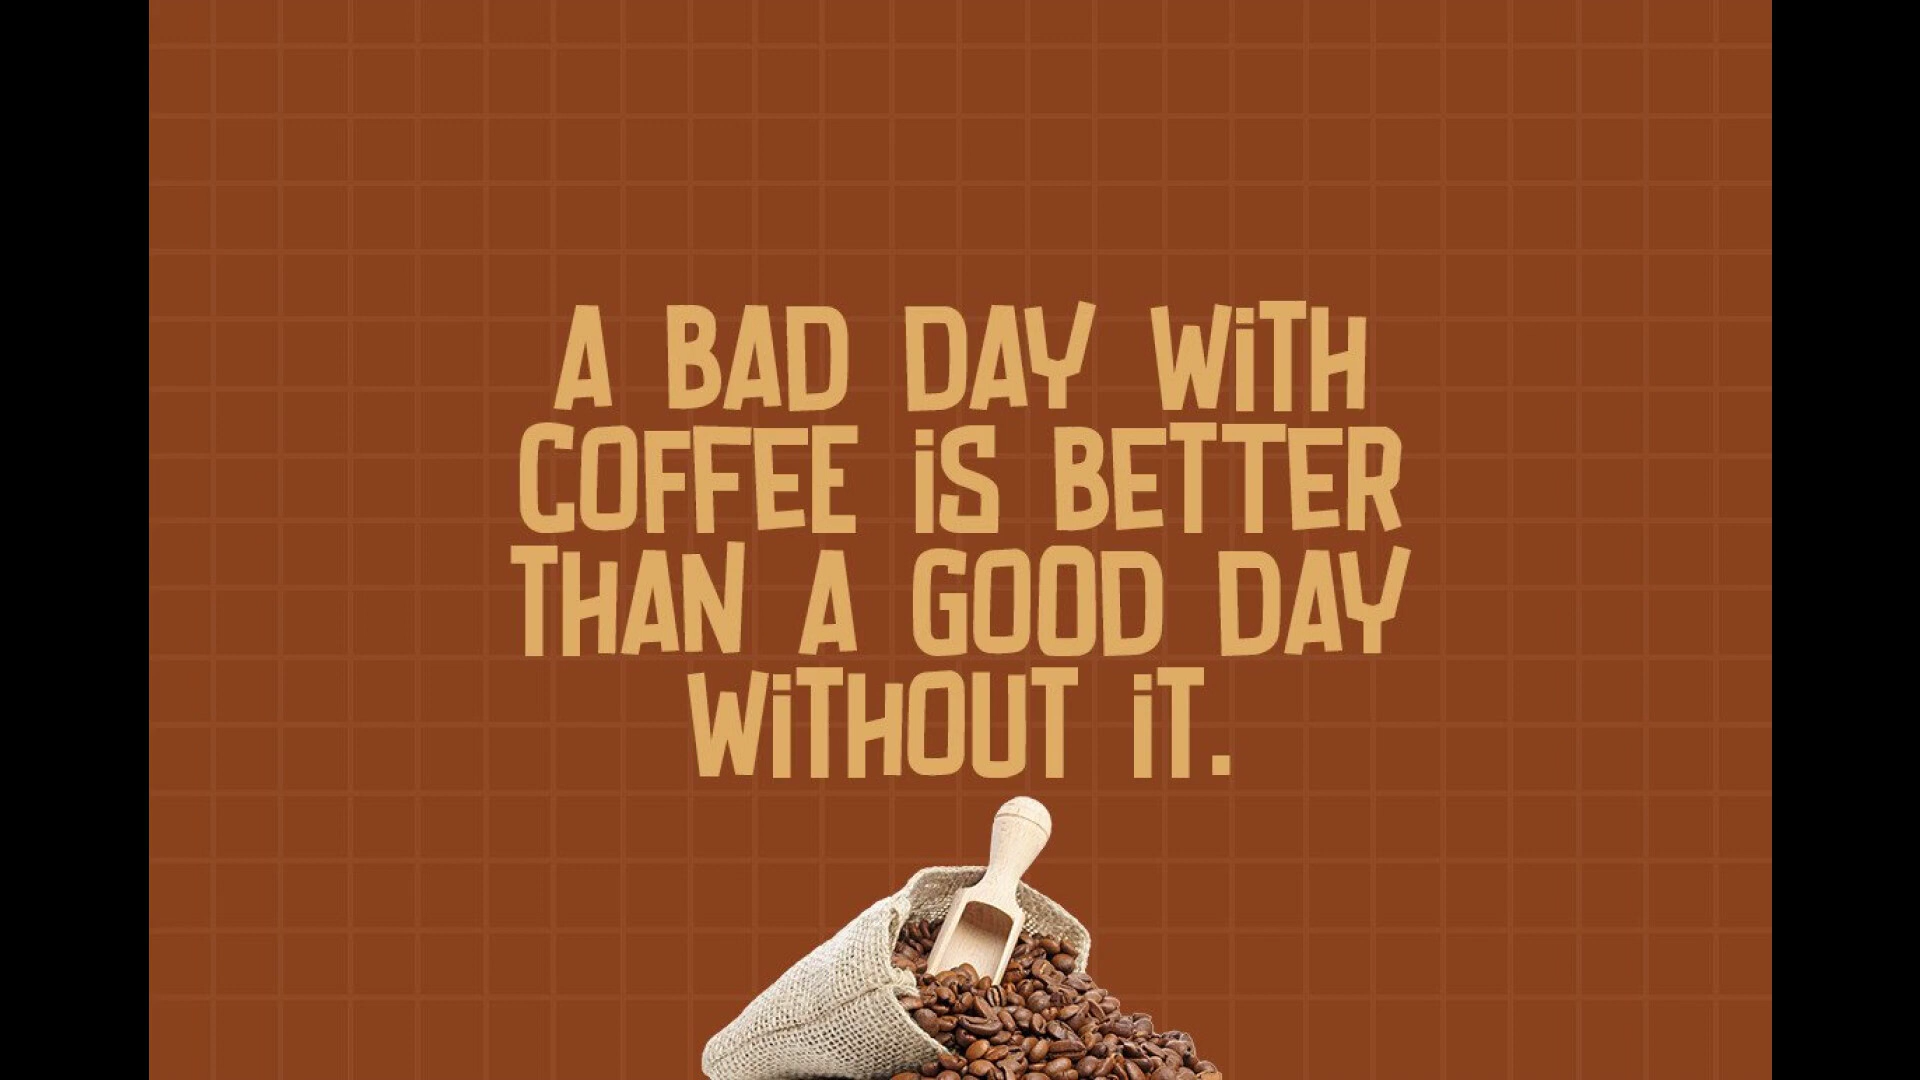 A BAD DAY WiTH
COFFEE iS BETTER
THAN A GOOD DAY
WiTHOUT iT.